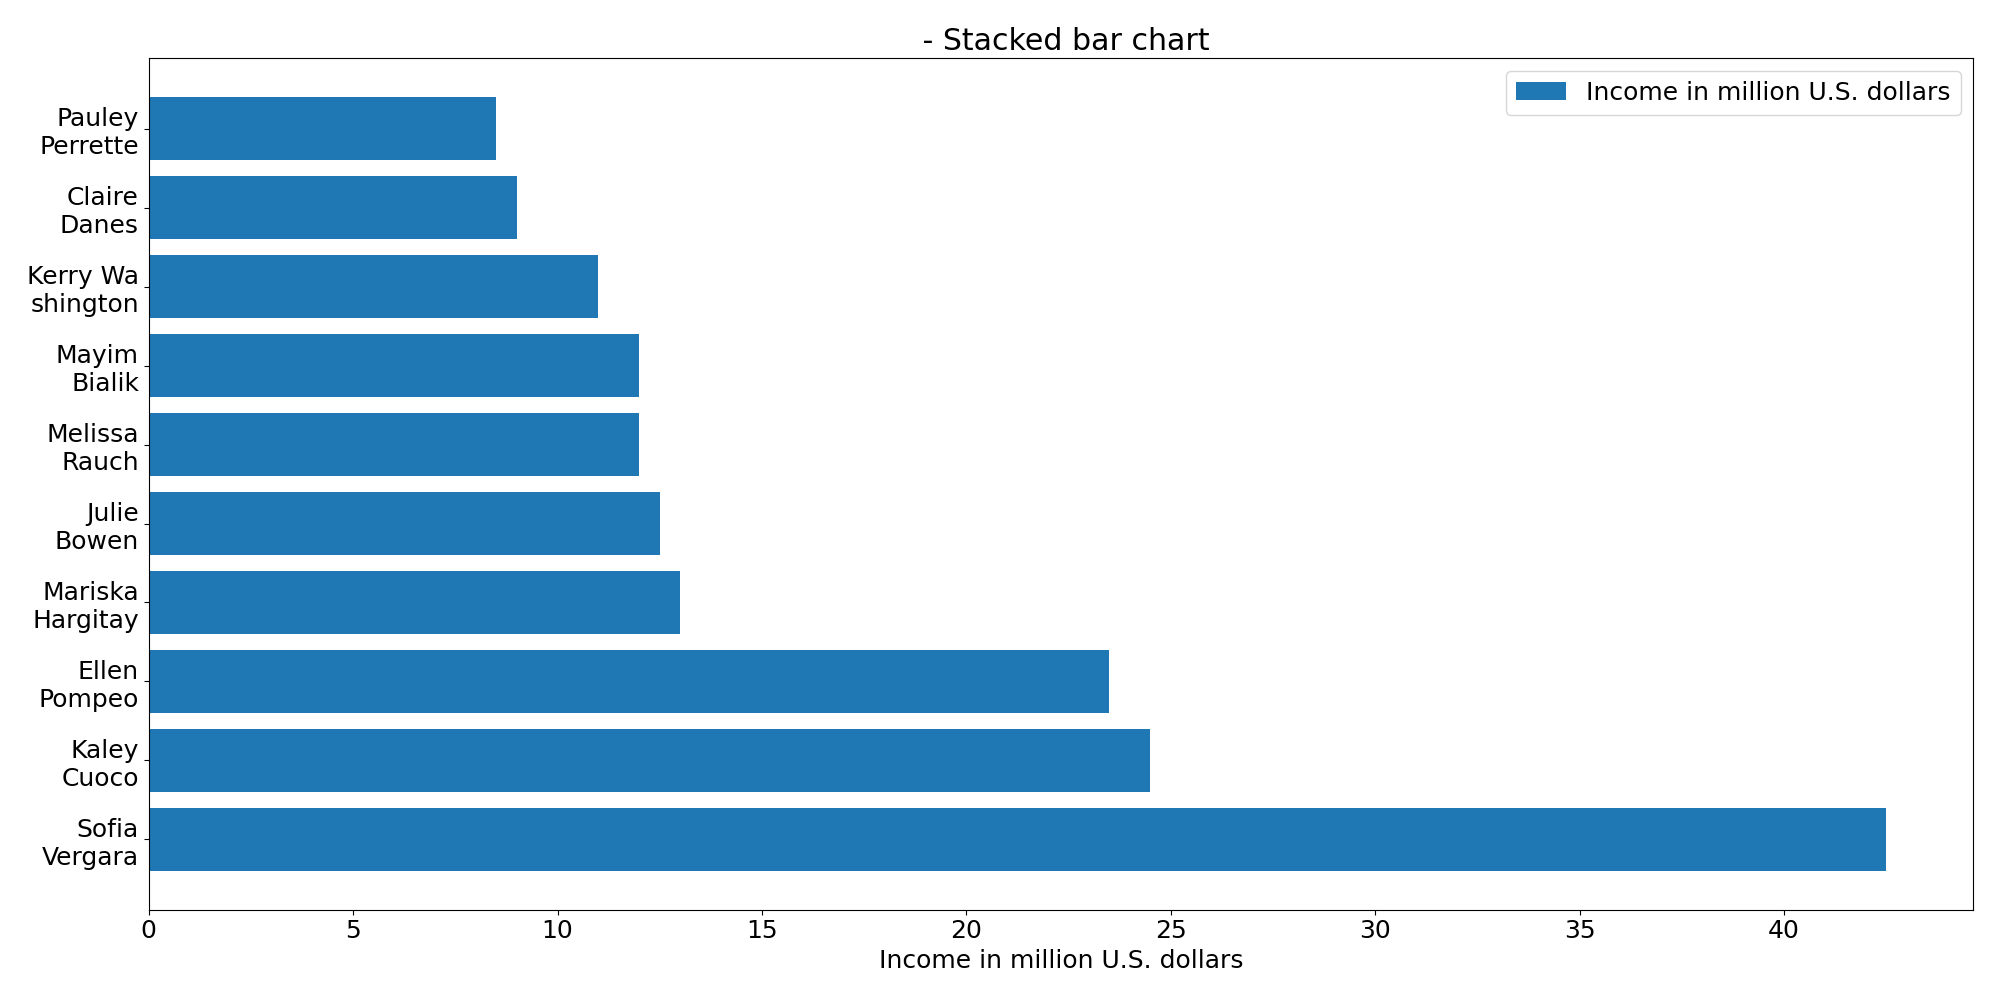 - Stacked bar chart
Income in million U.S. dollars
Pauley
Perrette
Claire
Danes
Kerry Wa
shington
Mayim
Bialik
Melissa
Rauch
Julie
Bowen
Mariska
Hargitay
Ellen
Pompeo
Kaley
Cuoco
Sofia
Vergara
0 5 10 15 20 25 30 35 40
Income in million U.S. dollars